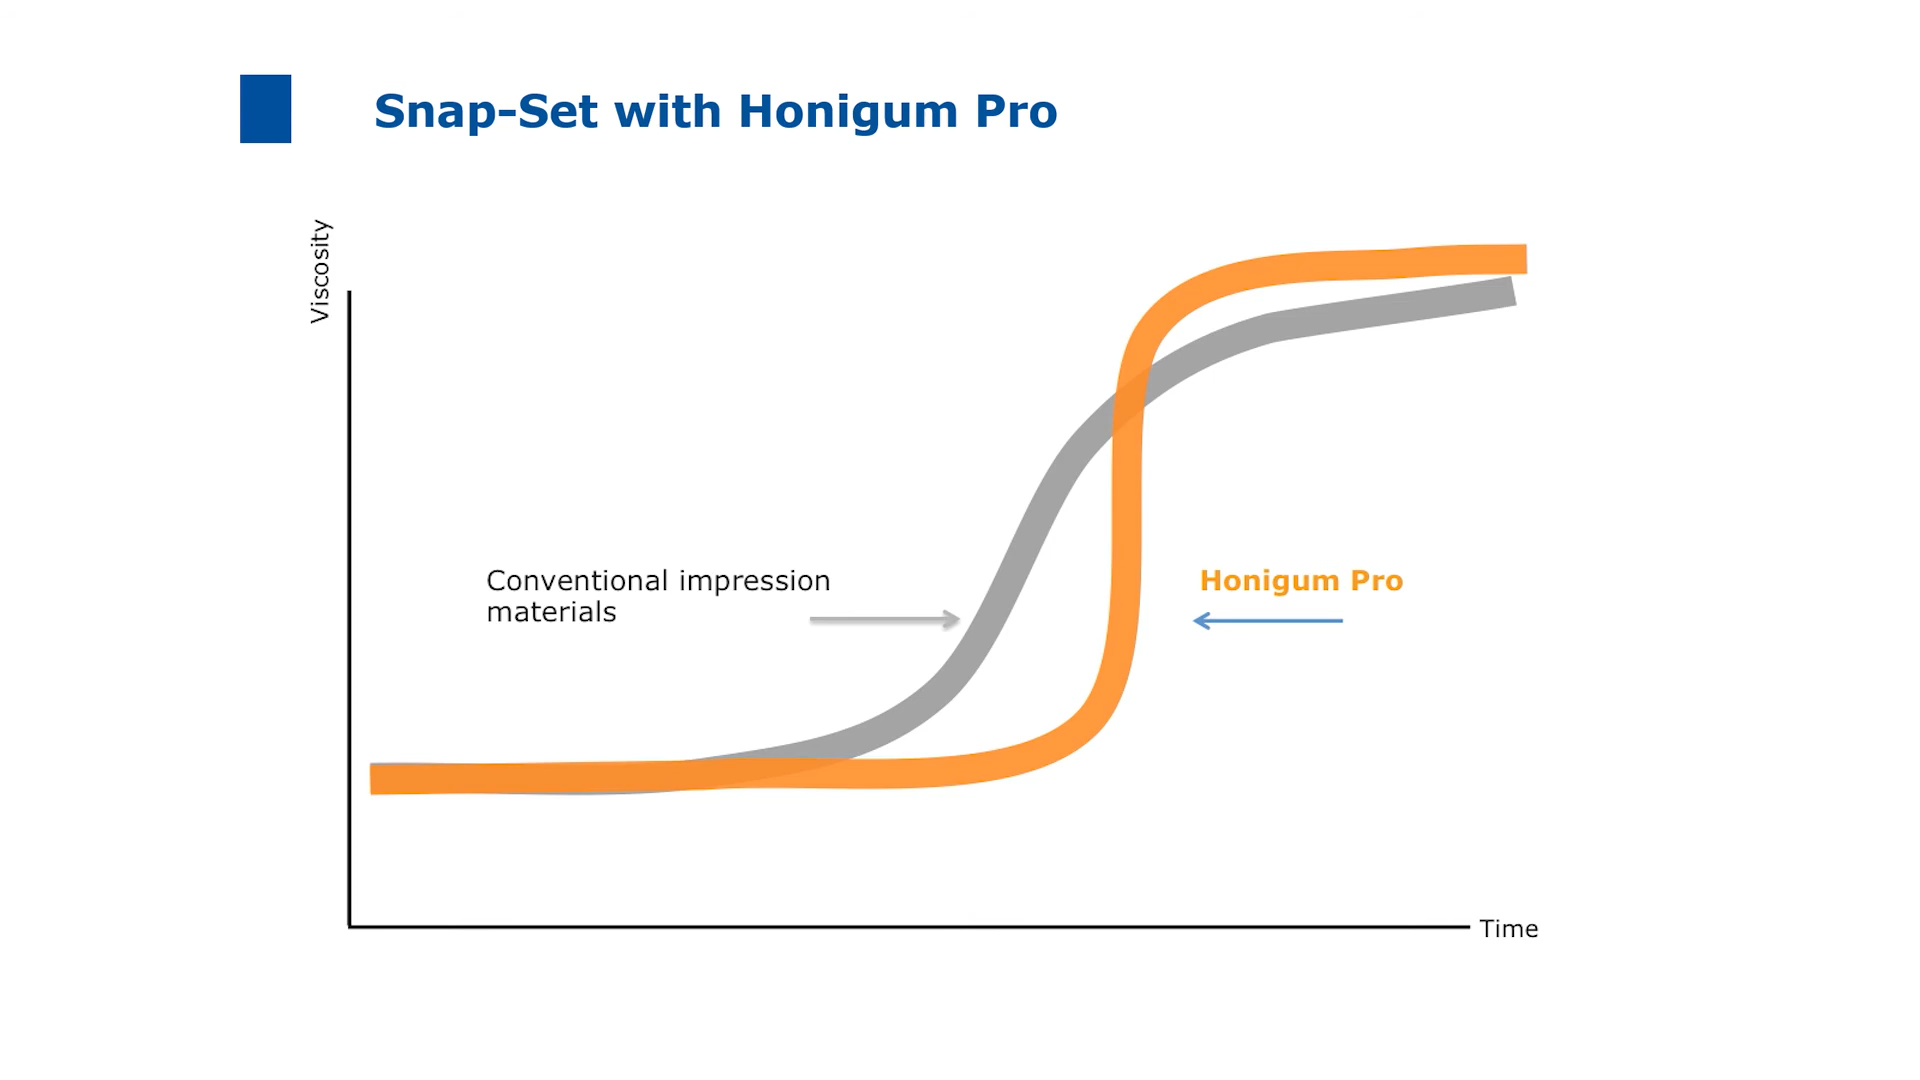 Snap-Set with Honigum Pro
Viscosity
Conventional impression
materials
Honigum Pro
Time